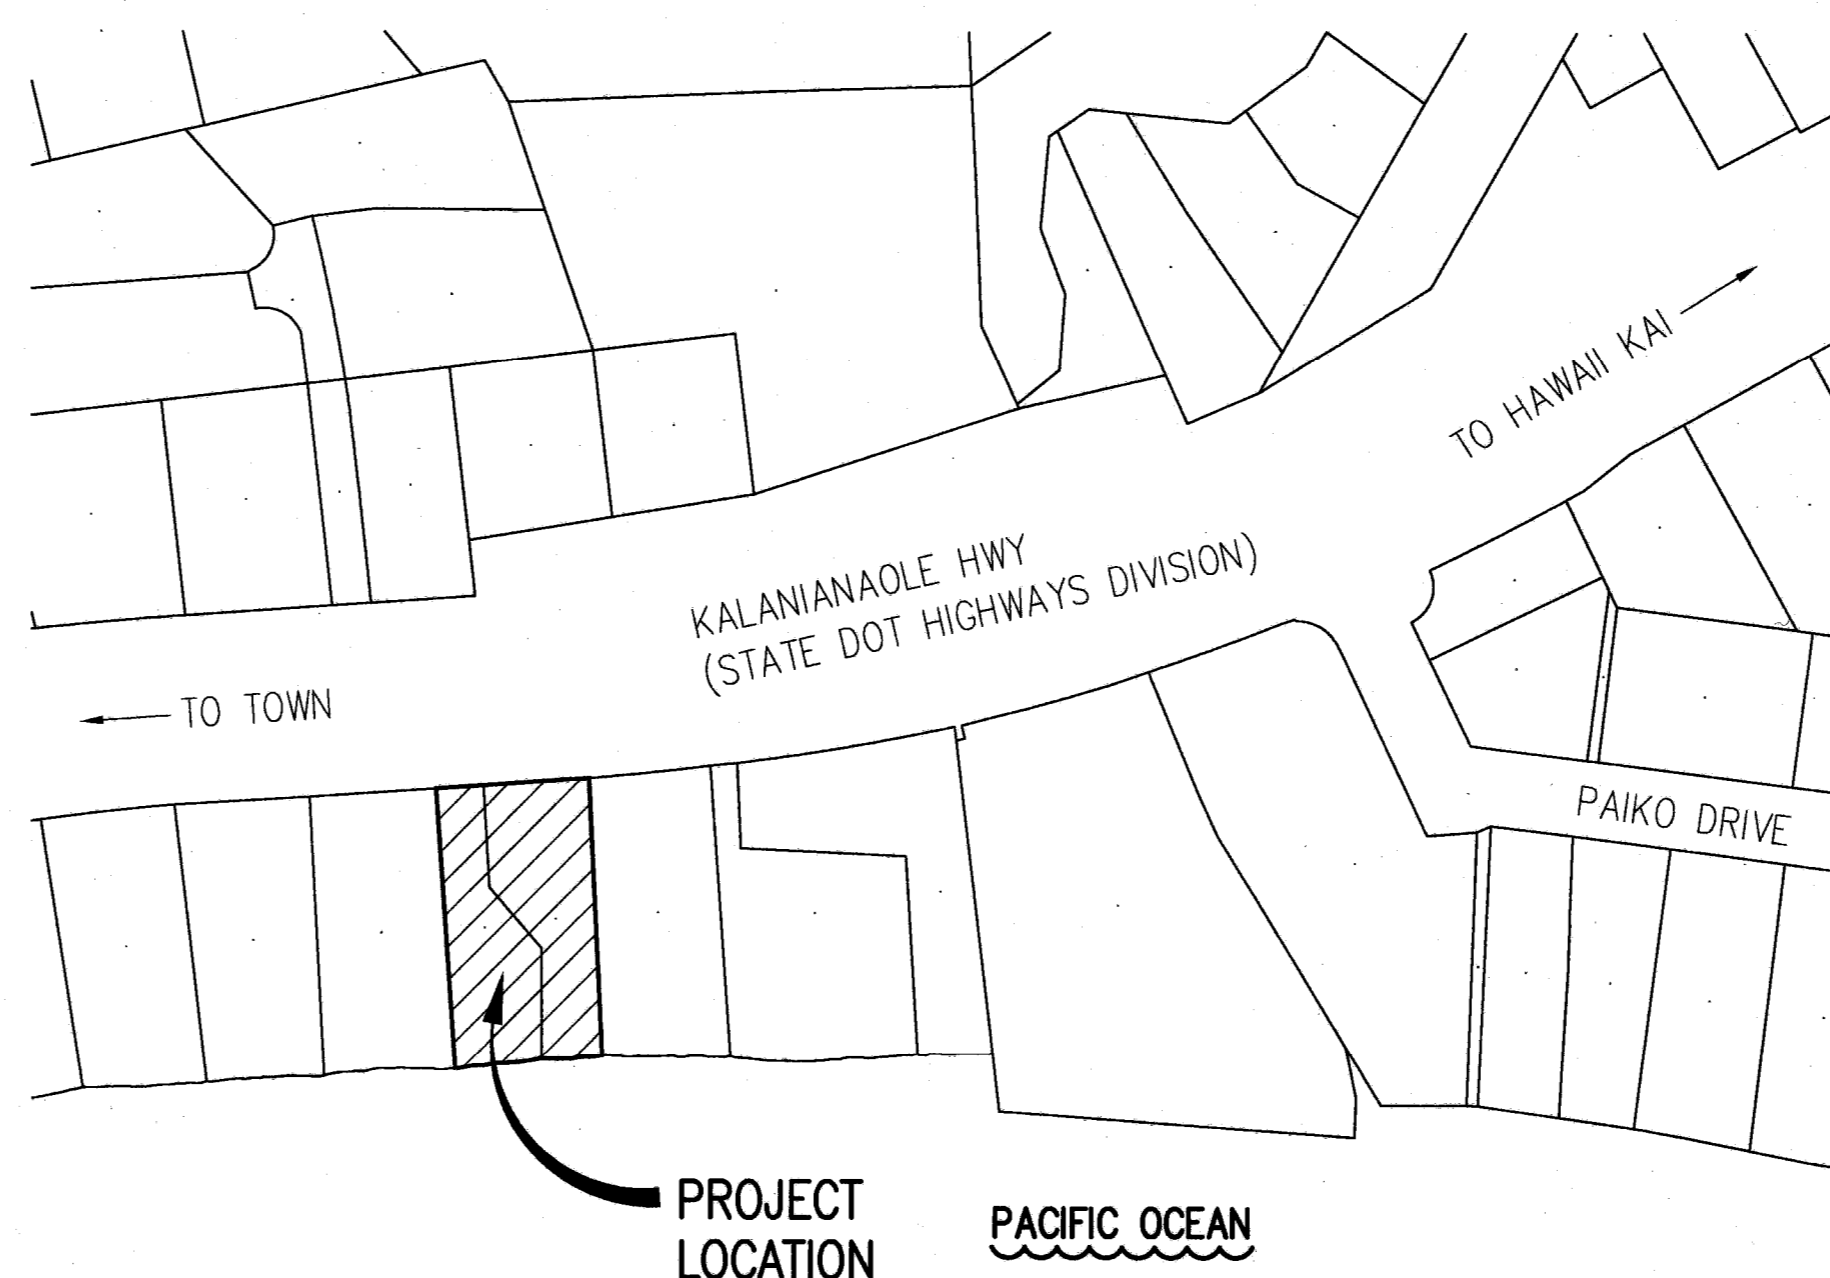 TO HAWAII KAI
KALANIANAOLE HWY
(STATE DOT HIGHWAYS DIVISION)
TO TOWN
PAIKO DRIVE
PROJECT
LOCATION
PACIFIC OCEAN